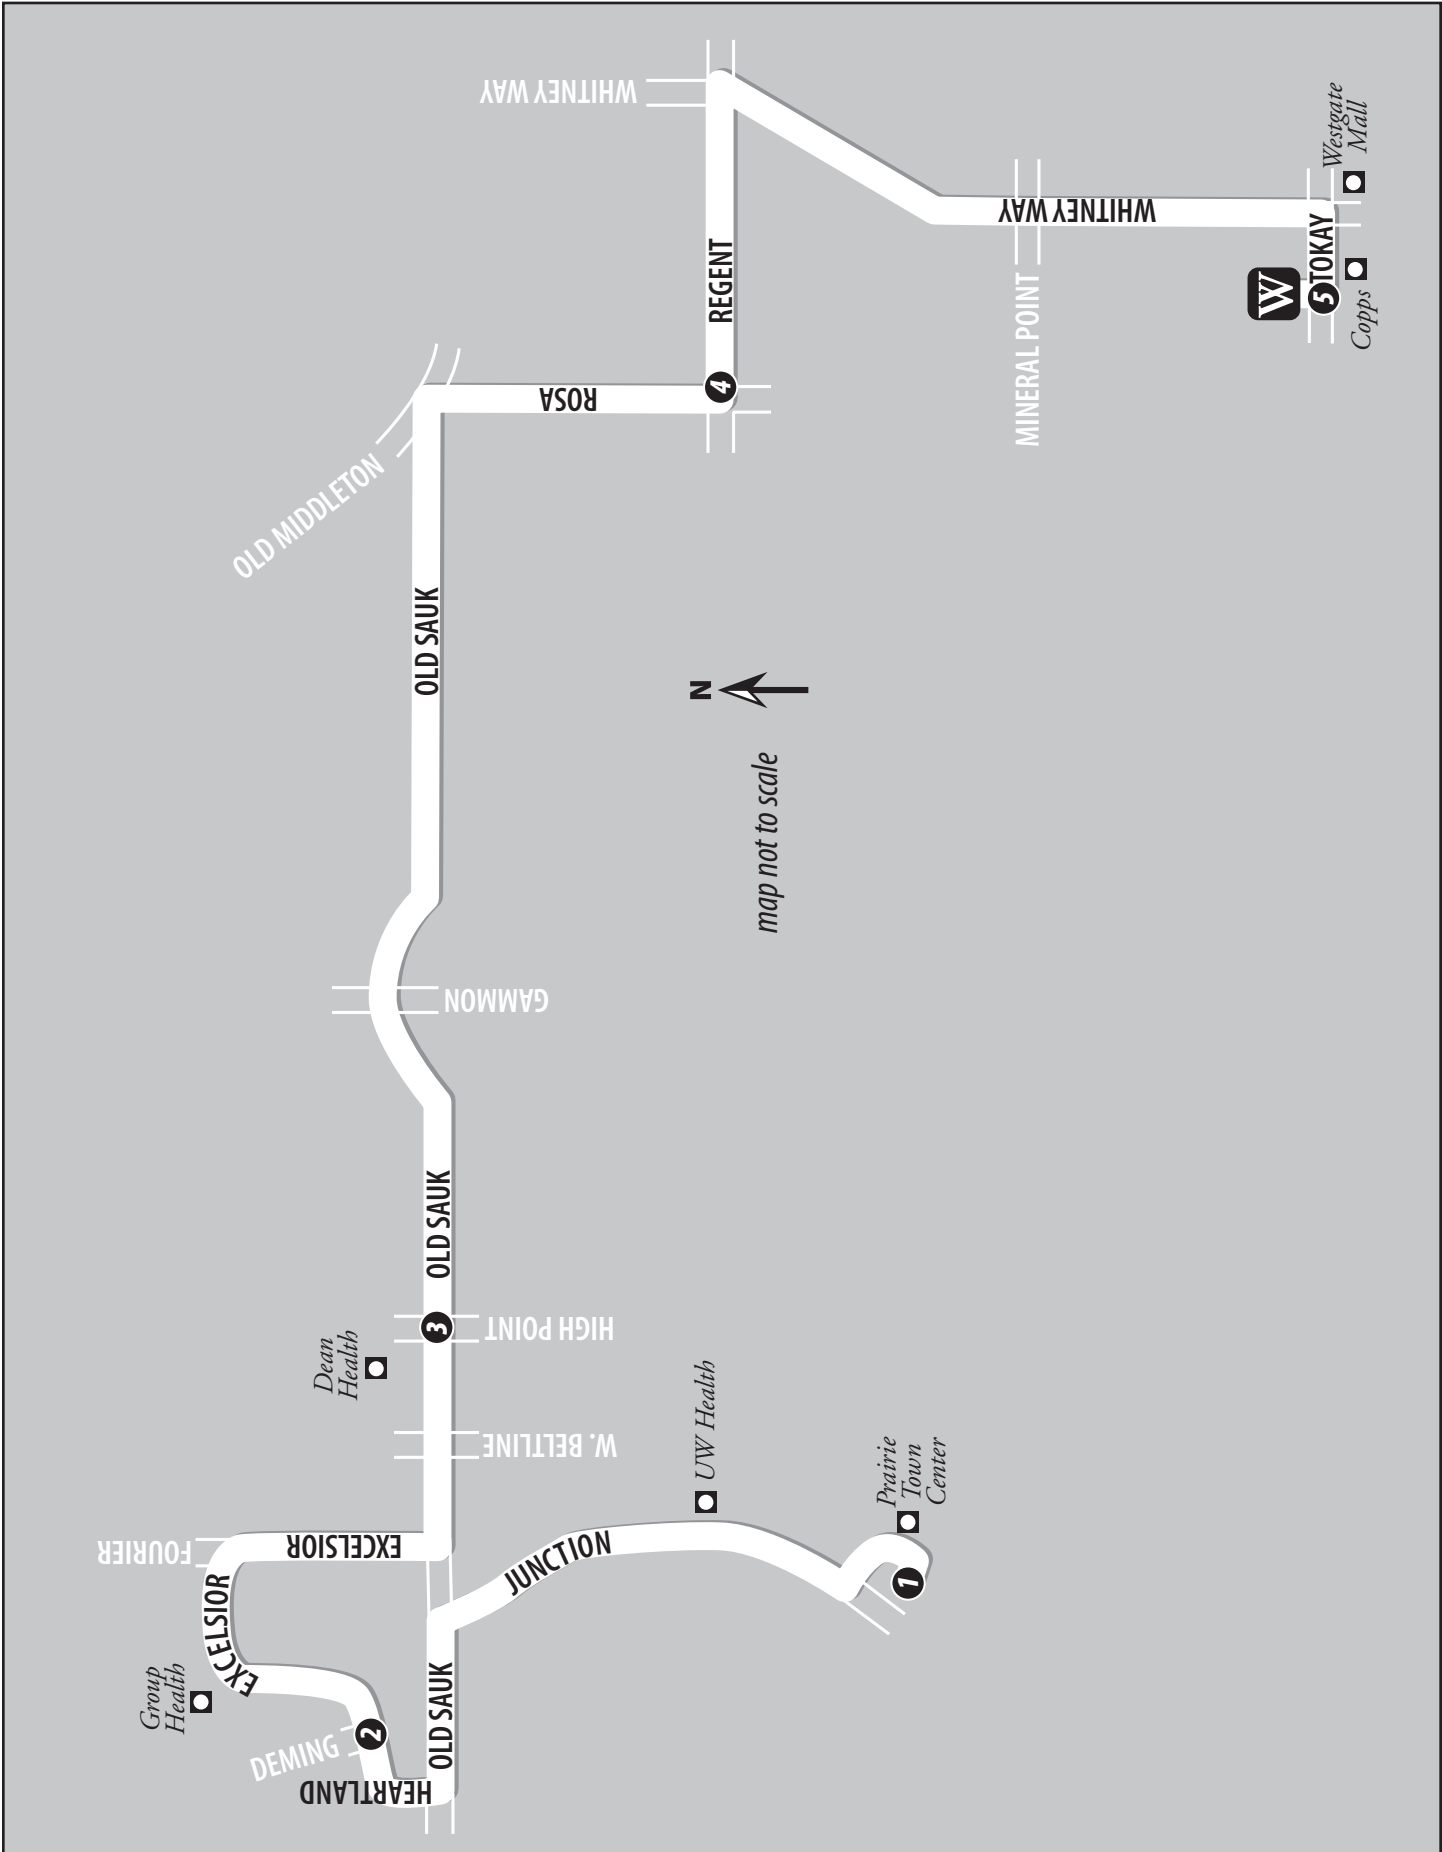 FOURIER
EXCELSIOR
EXCELSIOR
Group
Health
DEMING
2
HEARTLAND
OLD SAUK
JUNCTION
UW Health
Prairie
Town
Center
1
W. BELTLINE
Dean
Health
3
HIGH POINT
OLD SAUK
GAMMON
OLD SAUK
OLD MIDDLETON
ROSA
4
REGENT
WHITNEY WAY
WHITNEY WAY
MINERAL POINT
W
5
TOKAY
Copps
Westgate
Mall
N
map not to scale